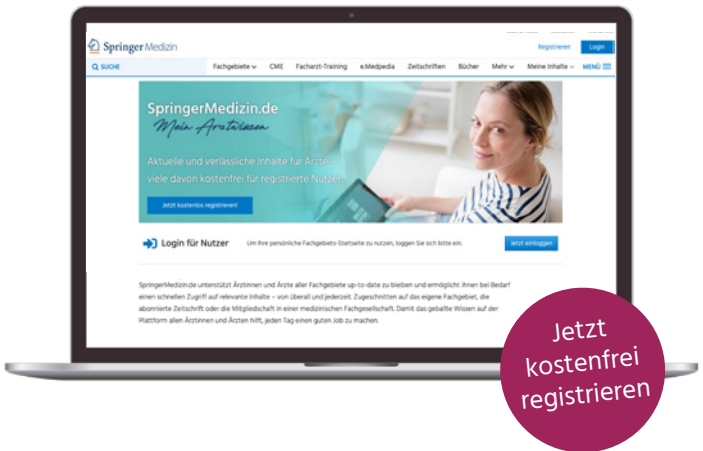 Springer Medizin
Registrieren
Login
SUCHE
Fachgebiete
CME
Facharzt-Training
e.Medpedia
Zeitschriften
Bücher
Mehr
Meine Inhalte
MENÜ
SpringerMedizin.de
Mein Arztwissen
Aktuelle und verlässliche Inhalte für Ärzte –
viele davon kostenfrei für registrierte Nutzer.
Jetzt kostenlos registrieren!
Login für Nutzer
Um Ihre persönliche Fachgebiets-Startseite zu nutzen, loggen Sie sich bitte ein.
Jetzt einloggen
SpringerMedizin.de unterstützt Ärztinnen und Ärzte aller Fachgebiete up-to-date zu bleiben und ermöglicht ihnen bei Bedarf
einen schnellen Zugriff auf relevante Inhalte – von überall und jederzeit. Zugeschnitten auf das eigene Fachgebiet, die
abonnierte Zeitschrift oder die Mitgliedschaft in einer medizinischen Fachgesellschaft. Damit das geballte Wissen auf der
Plattform allen Ärztinnen und Ärzten hilft, jeden Tag einen guten Job zu machen.
Jetzt
kostenfrei
registrieren